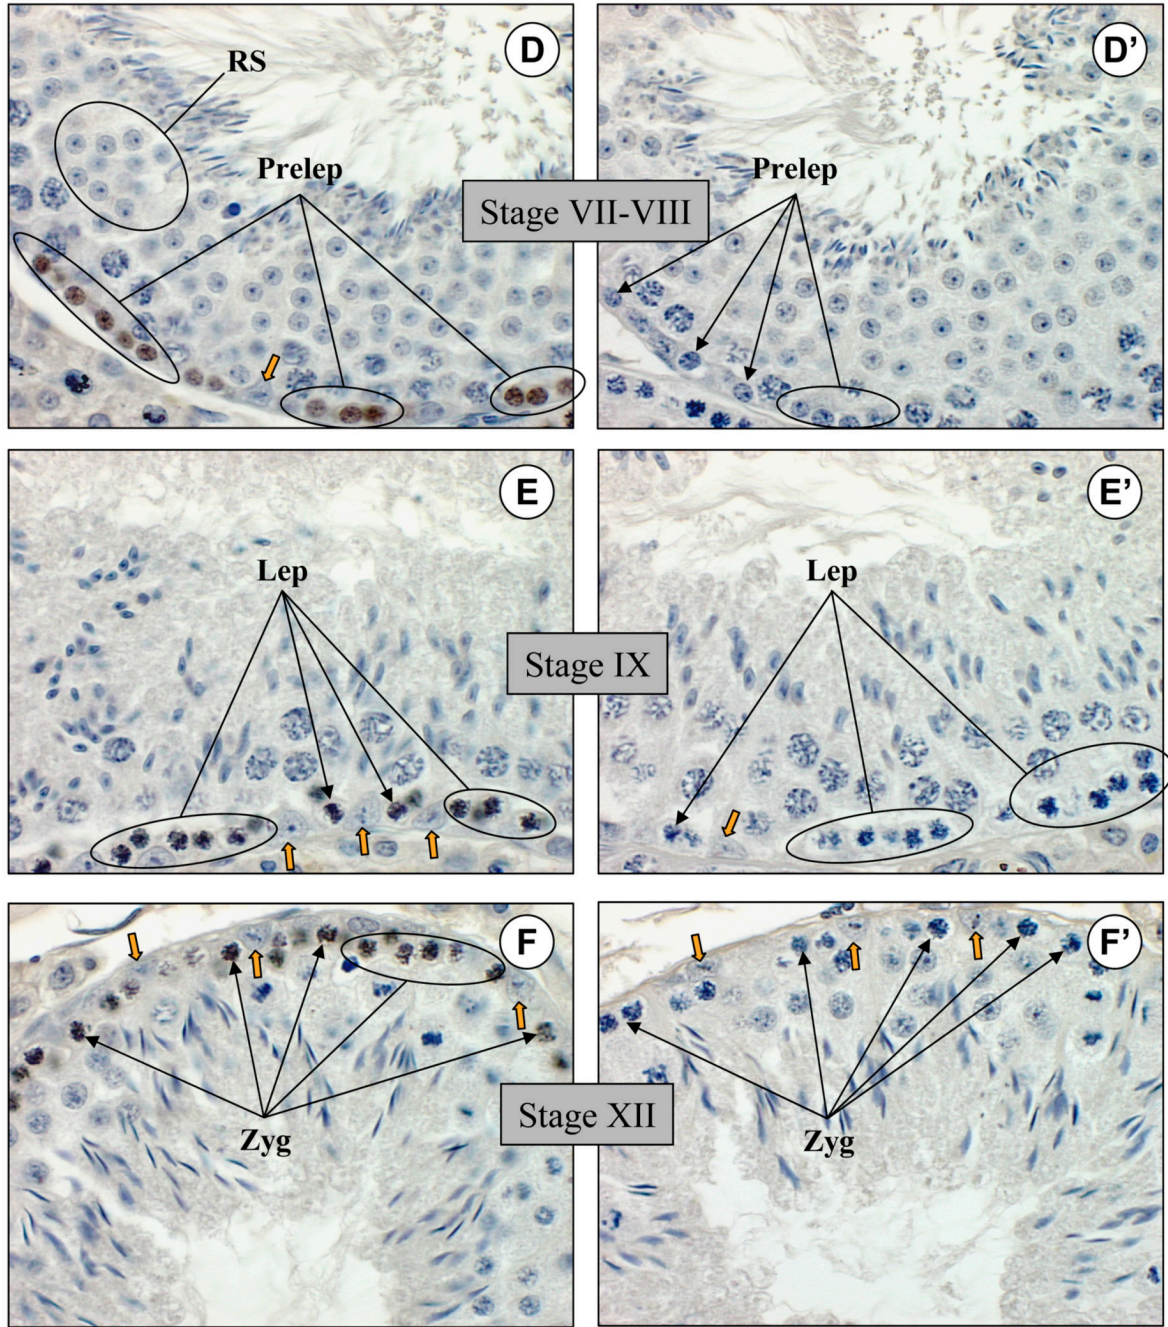 D
D'
RS
Prelep
Prelep
Stage VII-VIII
E
E'
Lep
Lep
Stage IX
F
F'
Stage XII
Zyg
Zyg